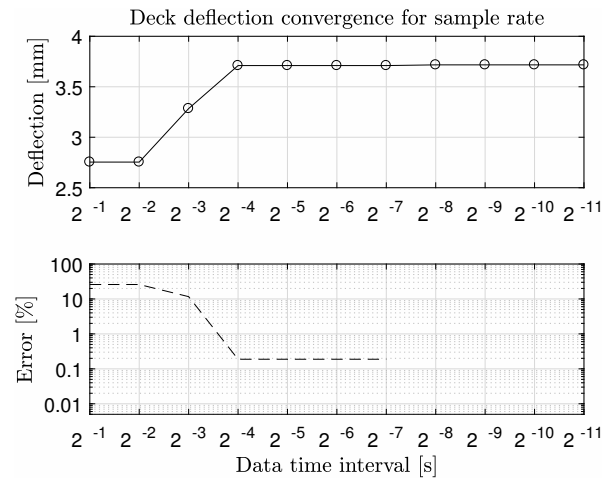 Deck deflection convergence for sample rate
Deflection [mm]
4
3.5
3
2.5
2^-1 2^-2 2^-3 2^-4 2^-5 2^-6 2^-7 2^-8 2^-9 2^-10 2^-11
Error [%]
100
10
1
0.1
0.01
2^-1 2^-2 2^-3 2^-4 2^-5 2^-6 2^-7 2^-8 2^-9 2^-10 2^-11
Data time interval [s]